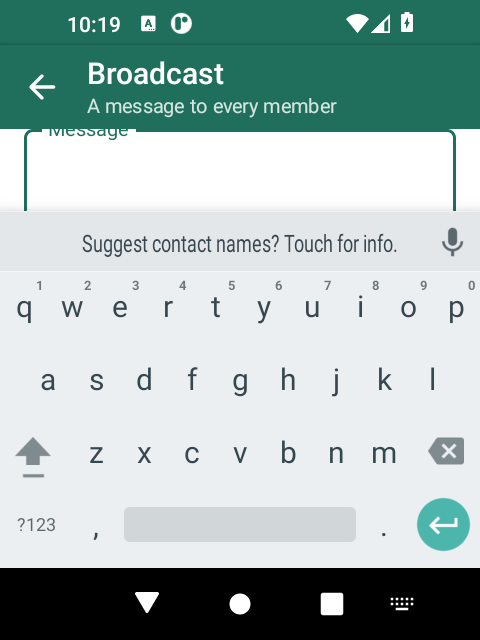 10:19
Broadcast
A message to every member
Message
Suggest contact names? Touch for info.
1 2 3 4 5 6 7 8 9 0
q w e r t y u i o p
a s d f g h j k l
z x c v b n m
?123 , .